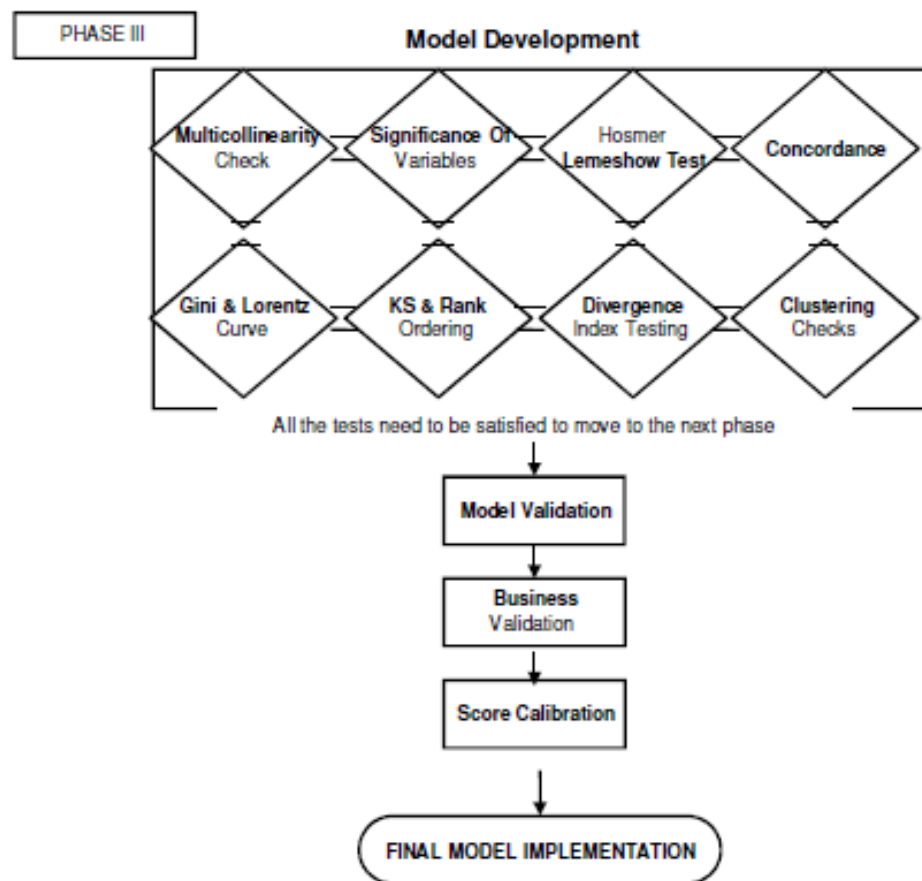 PHASE III
Model Development
Multicollinearity
Check
Significance Of
Variables
Hosmer
Lemeshow Test
Concordance
Gini & Lorentz
Curve
KS & Rank
Ordering
Divergence
Index Testing
Clustering
Checks
All the tests need to be satisfied to move to the next phase
Model Validation
Business
Validation
Score Calibration
FINAL MODEL IMPLEMENTATION